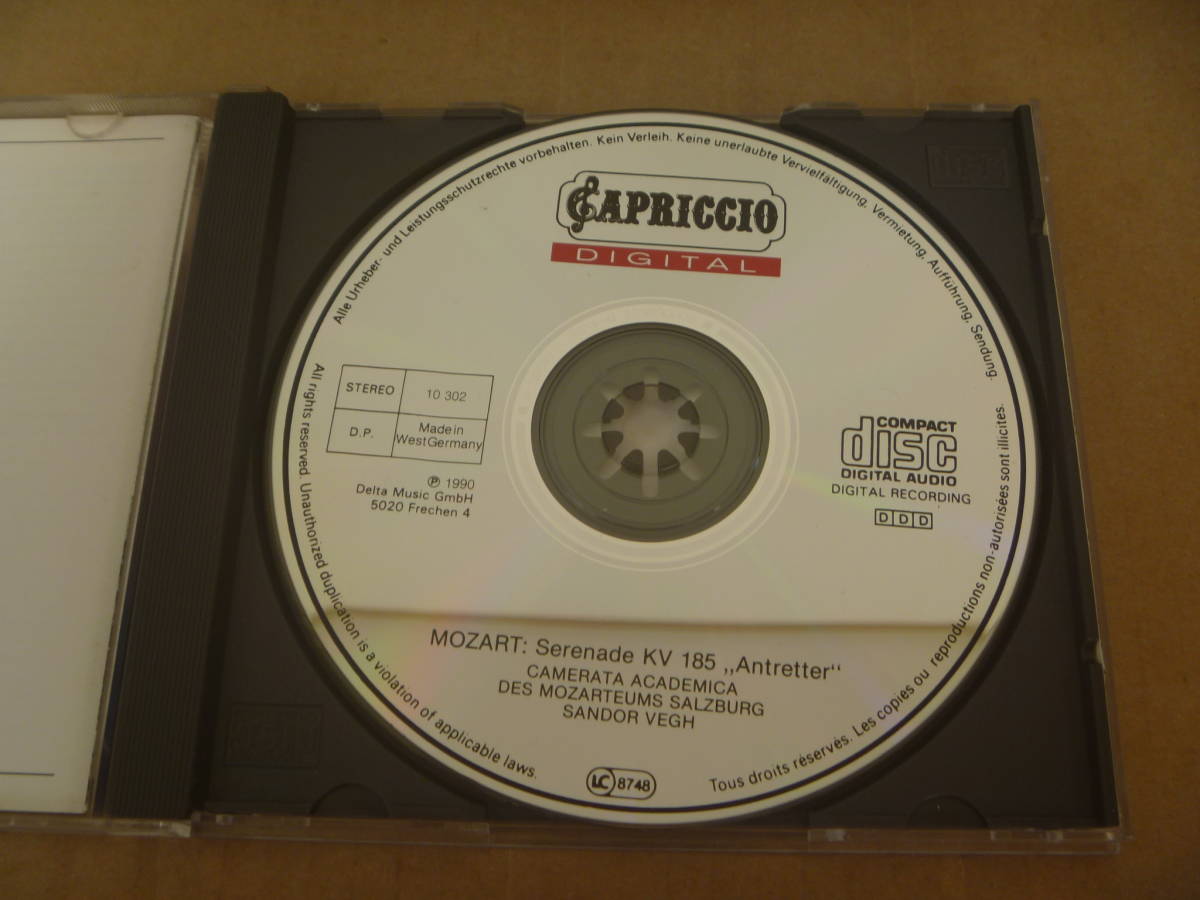 Alle Urheber- und Leistungsschutzrechte vorbehalten. Kein Verleih. Keine unerlaubte Vervielfältigung, Vermietung, Aufführung, Sendung.
CAPRICCIO
DIGITAL
STEREO
10 302
D.P.
Made in
West Germany
℗ 1990
Delta Music GmbH
5020 Frechen 4
COMPACT
disc
DIGITAL AUDIO
DIGITAL RECORDING
DDD
MOZART: Serenade KV 185 „Antretter“
CAMERATA ACADEMICA
DES MOZARTEUMS SALZBURG
SANDOR VEGH
LC 8748
All rights reserved. Unauthorized duplication is a violation of applicable laws.
Tous droits réservés. Les copies ou reproductions non-autorisées sont illicites.